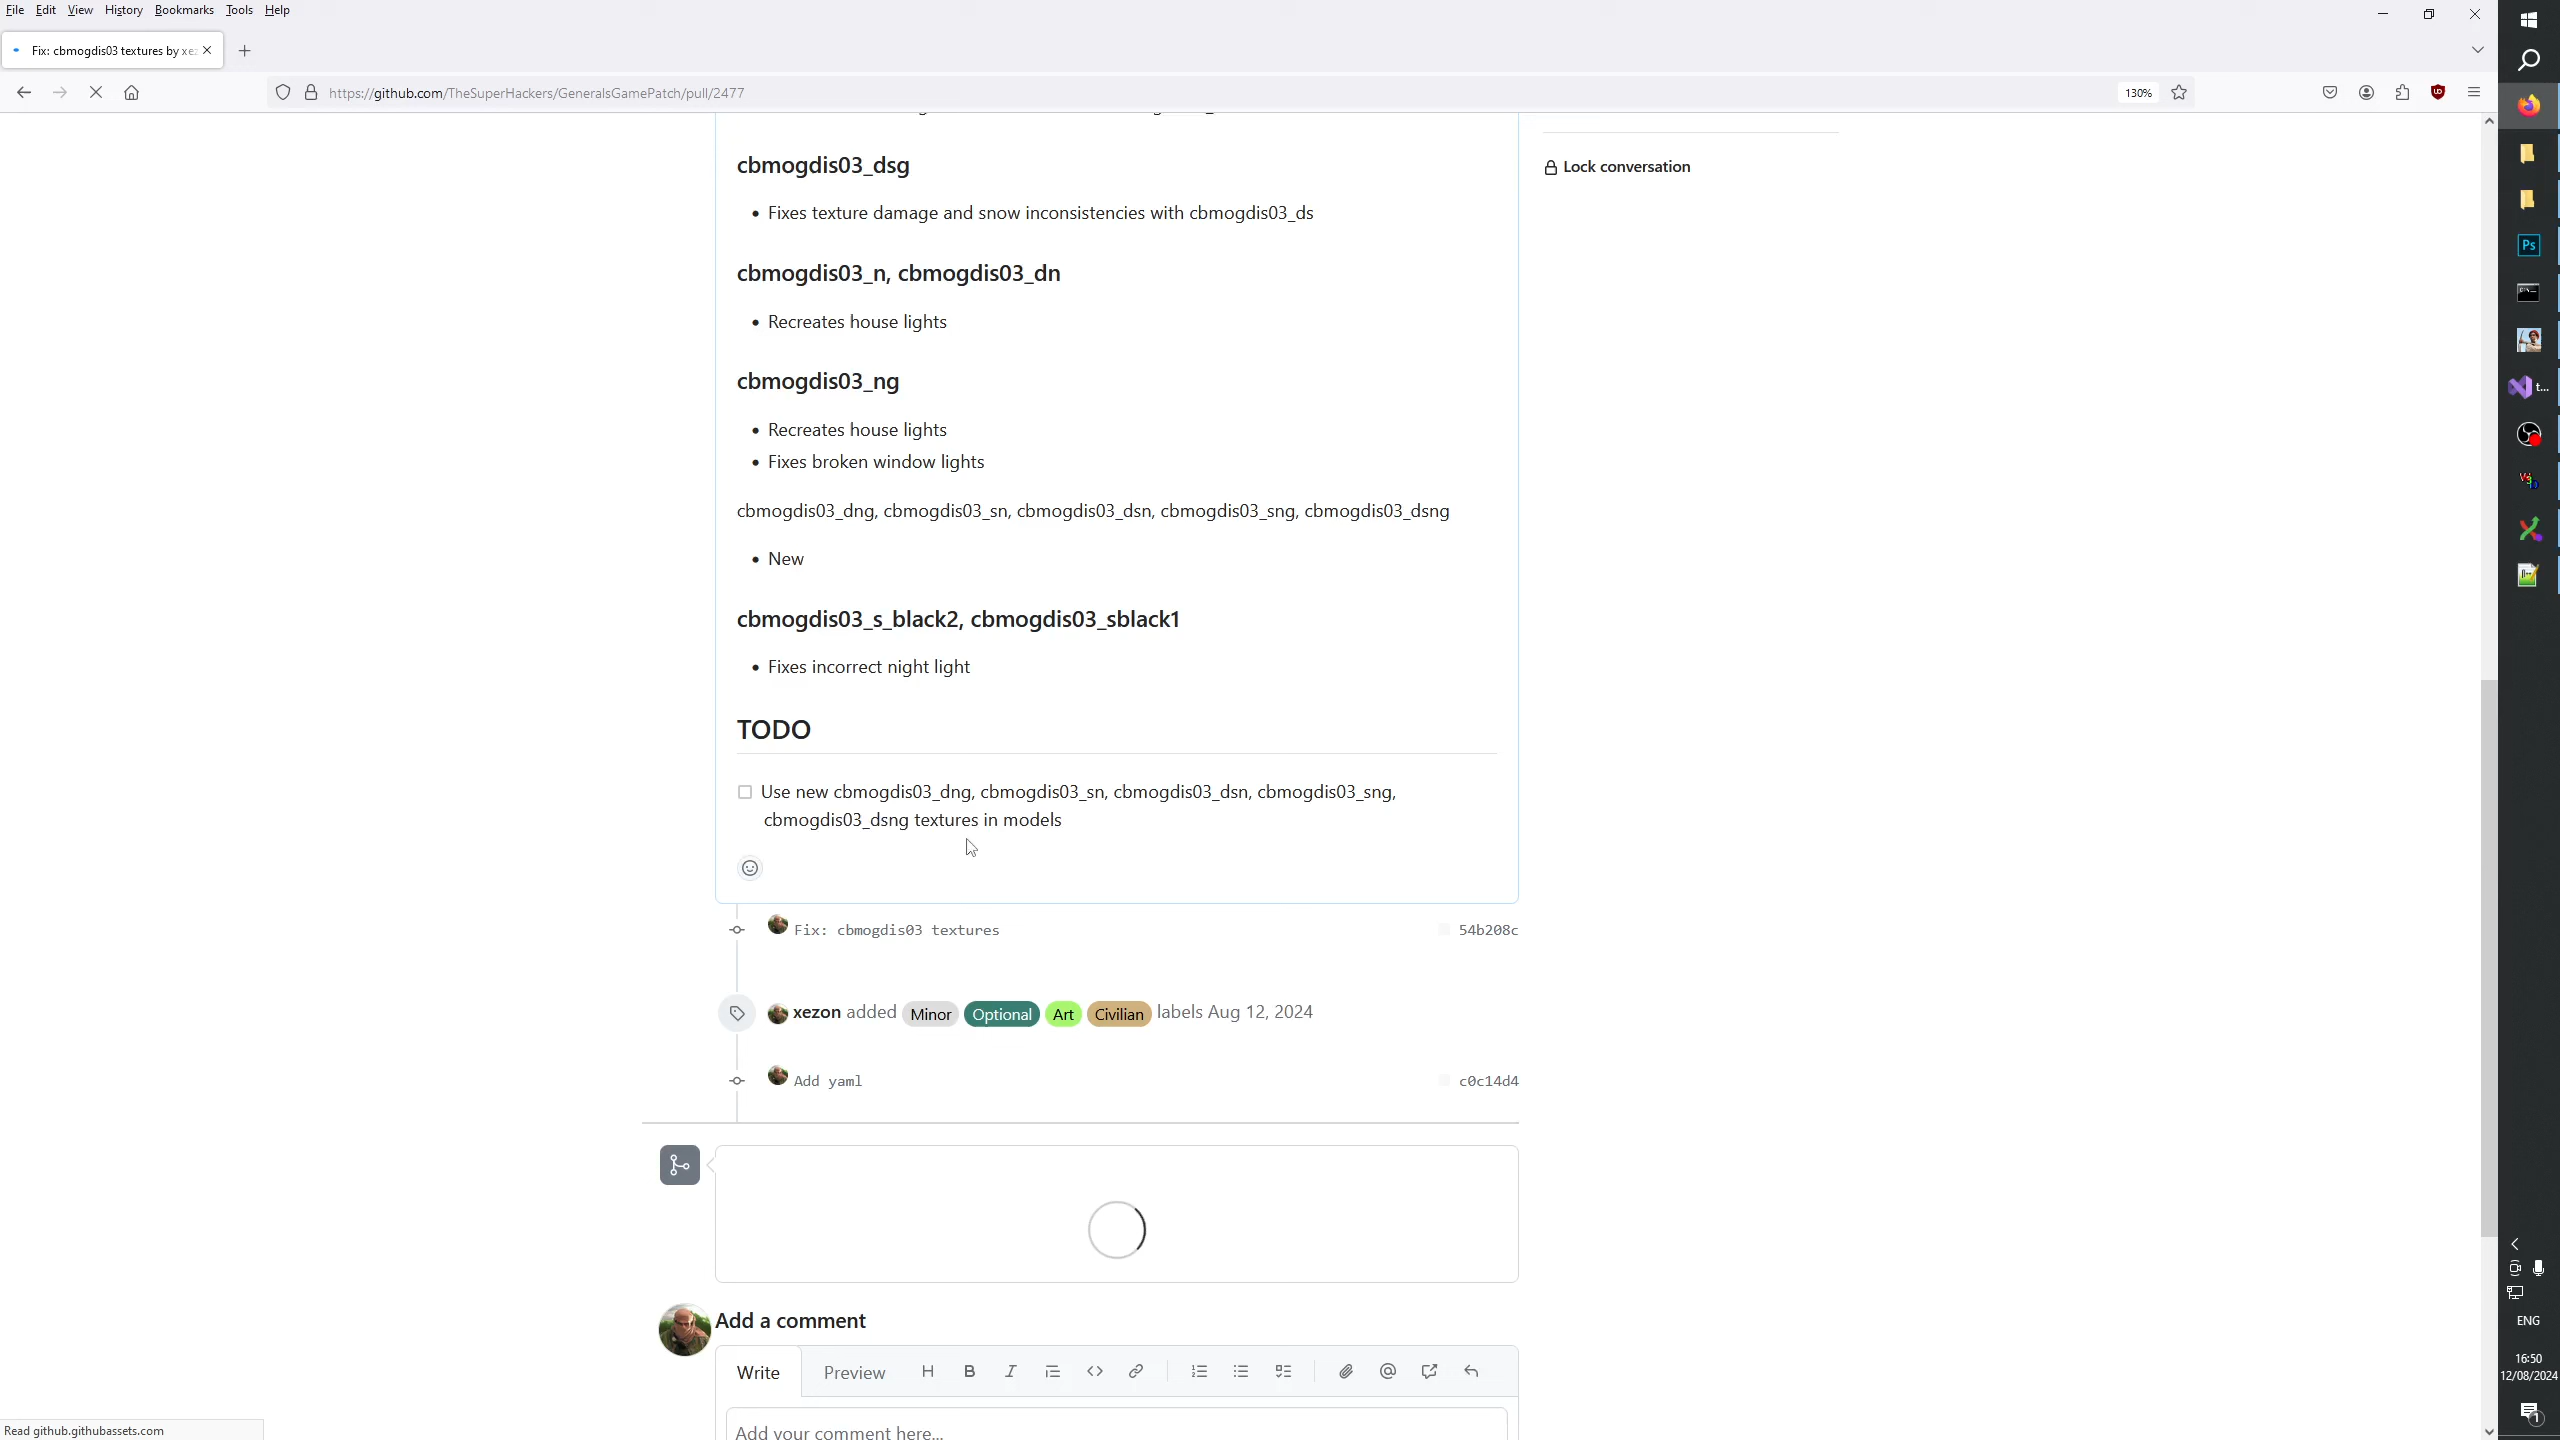 File Edit View History Bookmarks Tools Help
Fix: cbmogdis03 textures by xe
https://github.com/TheSuperHackers/GeneralsGamePatch/pull/2477
130%
cbmogdis03_dsg
Lock conversation
• Fixes texture damage and snow inconsistencies with cbmogdis03_ds
cbmogdis03_n, cbmogdis03_dn
• Recreates house lights
cbmogdis03_ng
• Recreates house lights
• Fixes broken window lights
cbmogdis03_dng, cbmogdis03_sn, cbmogdis03_dsn, cbmogdis03_sng, cbmogdis03_dsng
• New
cbmogdis03_s_black2, cbmogdis03_sblack1
• Fixes incorrect night light
TODO
Use new cbmogdis03_dng, cbmogdis03_sn, cbmogdis03_dsn, cbmogdis03_sng,
cbmogdis03_dsng textures in models
Fix: cbmogdis03 textures 54b208c
xezon added Minor Optional Art Civilian labels Aug 12, 2024
Add yaml c0c14d4
Add a comment
Write Preview
Add your comment here...
Read github.githubassets.com
Ps
t...
ENG
16:50
12/08/2024
1